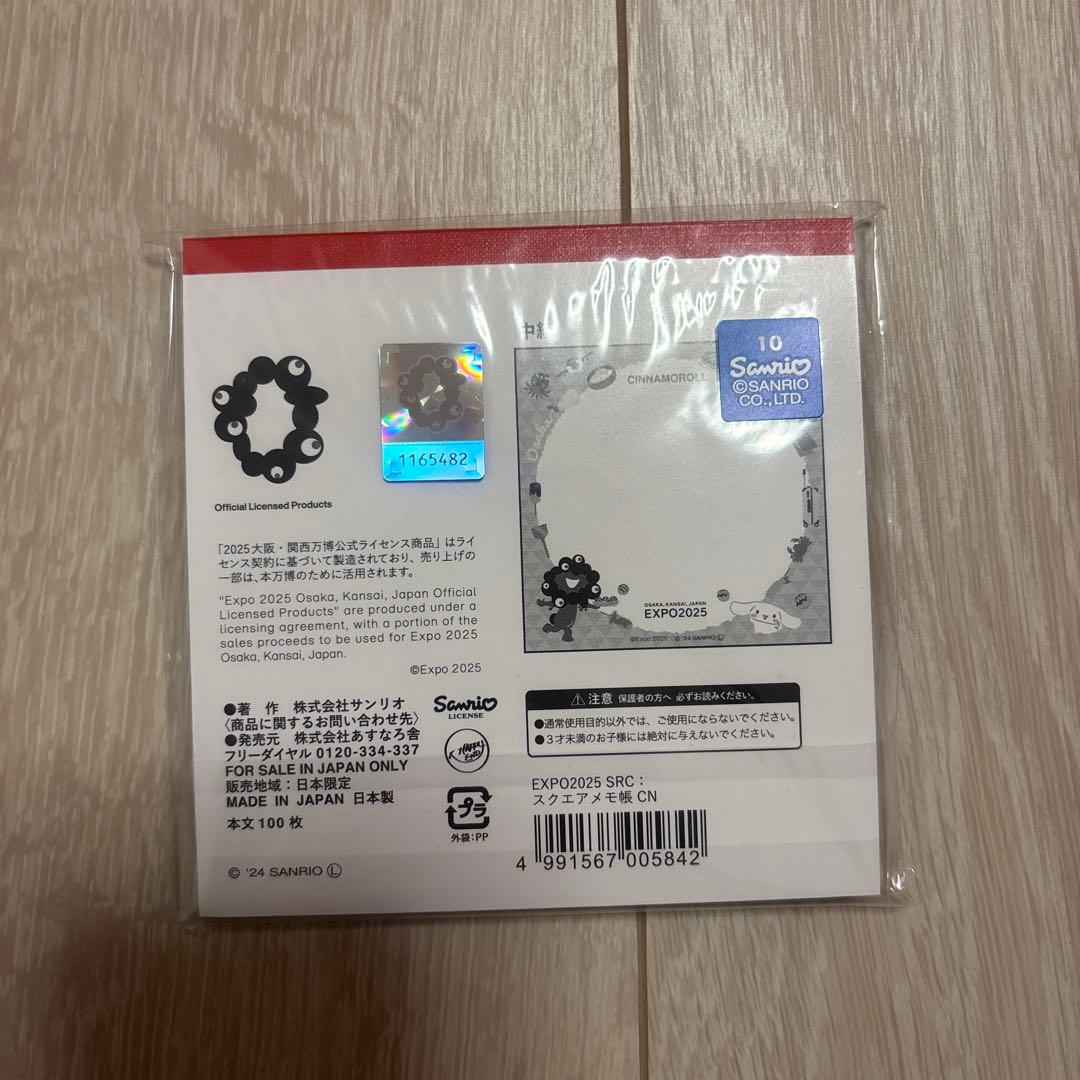 Official Licensed Products
1165482
「2025大阪・関西万博公式ライセンス商品」はライ
センス契約に基づいて製造されており、売り上げの
一部は、本万博のために活用されます。
"Expo 2025 Osaka, Kansai, Japan Official
Licensed Products" are produced under a
licensing agreement, with a portion of the
sales proceeds to be used for Expo 2025
Osaka, Kansai, Japan.
©Expo 2025
●著 作 株式会社サンリオ
〈商品に関するお問い合わせ先〉
●発売元 株式会社あすなろ舎
フリーダイヤル 0120-334-337
FOR SALE IN JAPAN ONLY
販売地域:日本限定
MADE IN JAPAN 日本製
本文100枚
© '24 SANRIO Ⓛ
Sanrio
LICENSE
HAPPY
END
プラ
外袋:PP
CINNAMOROLL
10
Sanrio
©SANRIO
CO.,LTD.
Osaka
OSAKA, KANSAI, JAPAN
EXPO2025
©Expo 2025 © '24 SANRIO Ⓛ
⚠注意 保護者の方へ 必ずお読みください。
●通常使用目的以外では、ご使用にならないでください。
●3才未満のお子様には絶対に与えないでください。
EXPO2025 SRC:
スクエアメモ帳 CN
4 991567 005842